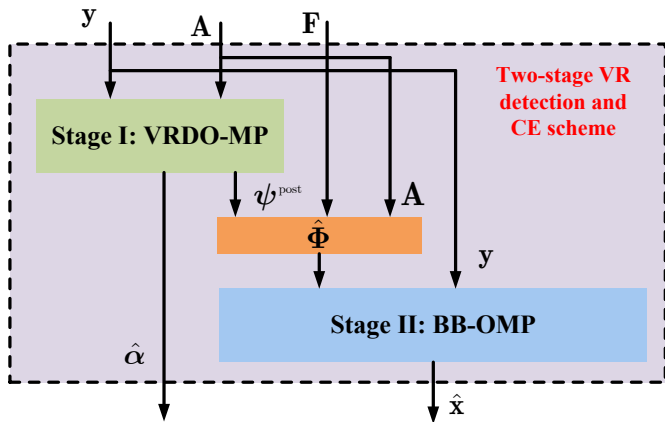 y
A
F
Two-stage VR
detection and
CE scheme
Stage I: VRDO-MP
ψ^post
A
Φ̂
y
Stage II: BB-OMP
α̂
x̂